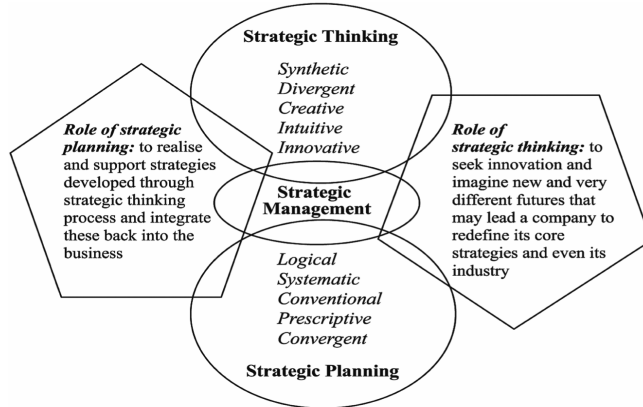 Strategic Thinking
Synthetic
Divergent
Creative
Intuitive
Innovative
Role of strategic
planning: to realise
and support strategies
developed through
strategic thinking
process and integrate
these back into the
business
Role of
strategic thinking: to
seek innovation and
imagine new and very
different futures that
may lead a company to
redefine its core
strategies and even its
industry
Strategic
Management
Logical
Systematic
Conventional
Prescriptive
Convergent
Strategic Planning